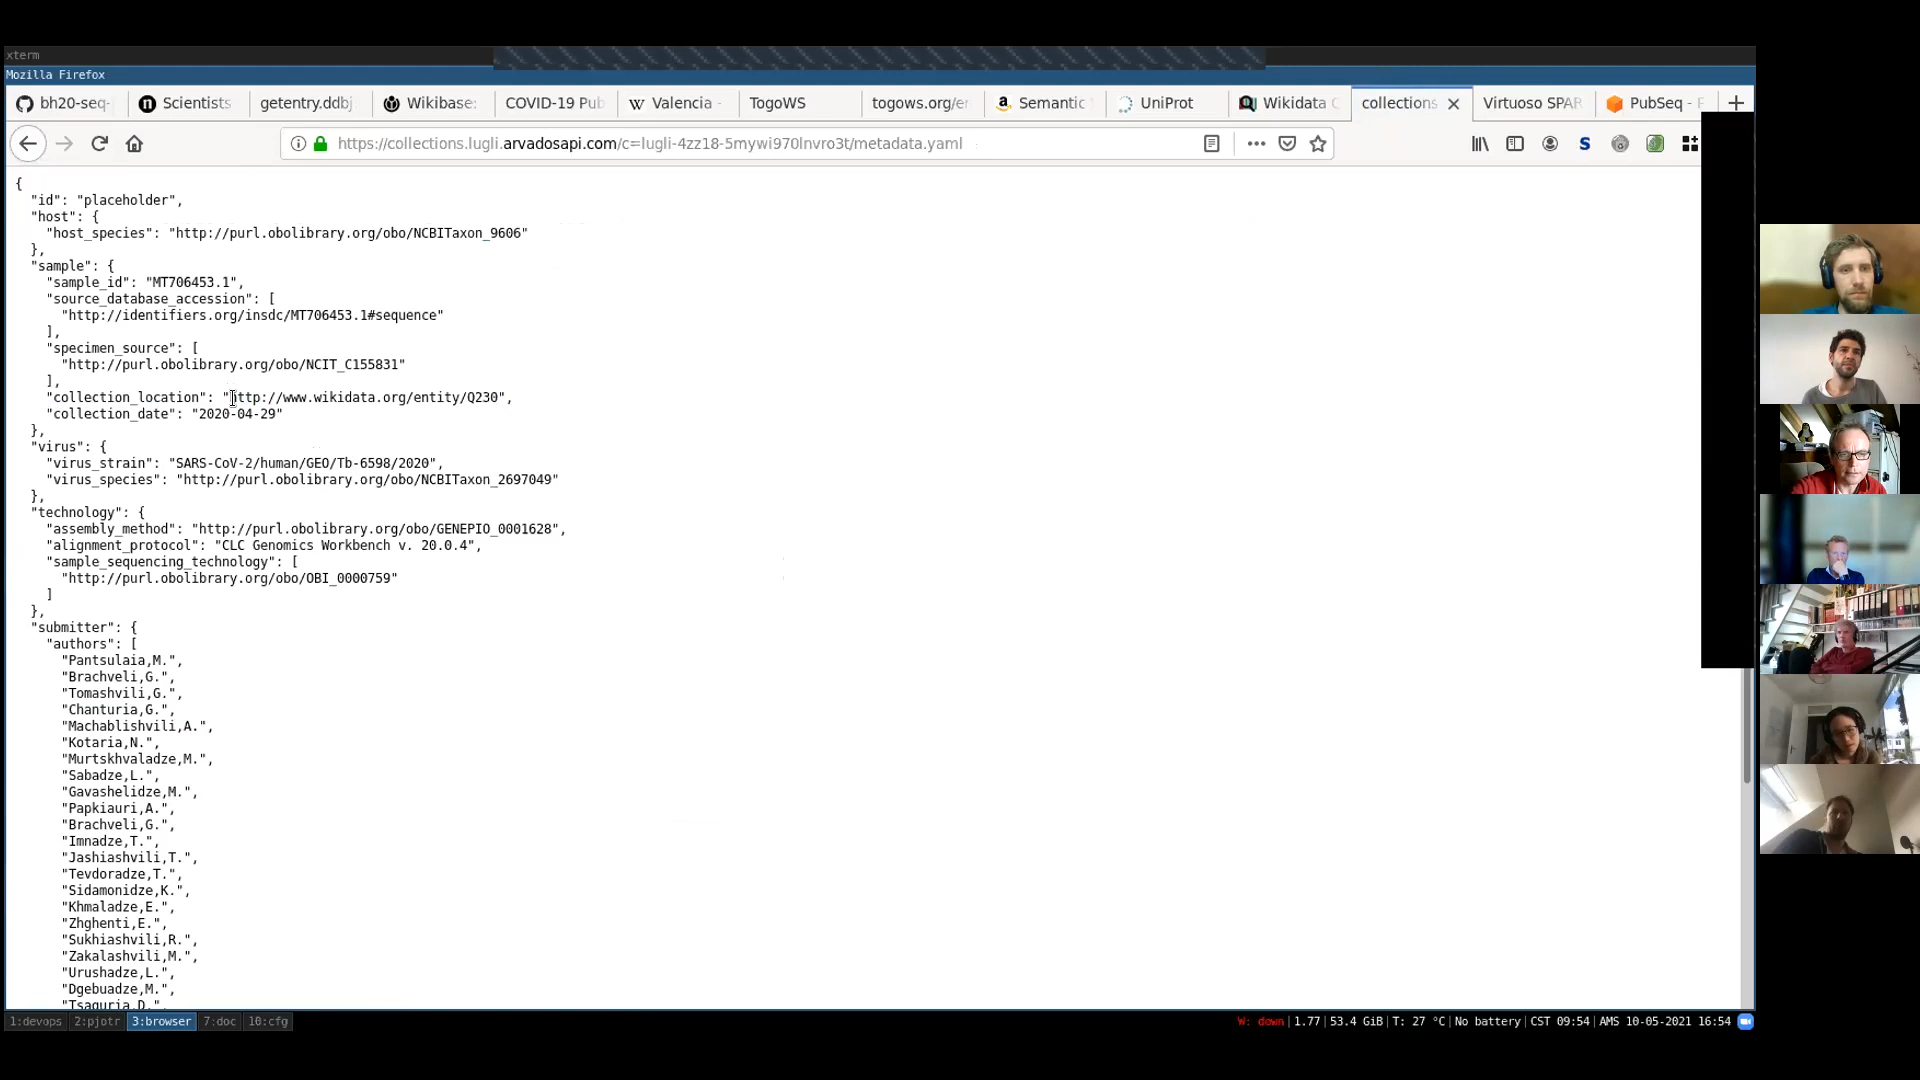 xterm
Mozilla Firefox
bh20-seq-
Scientists
getentry.ddbj
Wikibase:
COVID-19 Pub
Valencia -
TogoWS
togows.org/en
Semantic
UniProt
Wikidata
collections
Virtuoso SPAR
PubSeq -
https://collections.lugli.arvadosapi.com/c=lugli-4zz18-5mywi970lnvro3t/metadata.yaml
{
"id": "placeholder",
"host": {
"host_species": "http://purl.obolibrary.org/obo/NCBITaxon_9606"
},
"sample": {
"sample_id": "MT706453.1",
"source_database_accession": [
"http://identifiers.org/insdc/MT706453.1#sequence"
],
"specimen_source": [
"http://purl.obolibrary.org/obo/NCIT_C155831"
],
"collection_location": "http://www.wikidata.org/entity/Q230",
"collection_date": "2020-04-29"
},
"virus": {
"virus_strain": "SARS-CoV-2/human/GEO/Tb-6598/2020",
"virus_species": "http://purl.obolibrary.org/obo/NCBITaxon_2697049"
},
"technology": {
"assembly_method": "http://purl.obolibrary.org/obo/GENEPIO_0001628",
"alignment_protocol": "CLC Genomics Workbench v. 20.0.4",
"sample_sequencing_technology": [
"http://purl.obolibrary.org/obo/OBI_0000759"
]
},
"submitter": {
"authors": [
"Pantsulaia,M.",
"Brachveli,G.",
"Tomashvili,G.",
"Chanturia,G.",
"Machablishvili,A.",
"Kotaria,N.",
"Murtskhvaladze,M.",
"Sabadze,L.",
"Gavashelidze,M.",
"Papkiauri,A.",
"Brachveli,G.",
"Imnadze,T.",
"Jashiashvili,T.",
"Tevdoradze,T.",
"Sidamonidze,K.",
"Khmaladze,E.",
"Zhghenti,E.",
"Sukhiashvili,R.",
"Zakalashvili,M.",
"Urushadze,L.",
"Dgebuadze,M.",
"Tsaguria,D.",
1:devops 2:pjotr 3:browser 7:doc 10:cfg
W: down | 1.77 | 53.4 GiB | T: 27 °C | No battery | CST 09:54 | AMS 10-05-2021 16:54